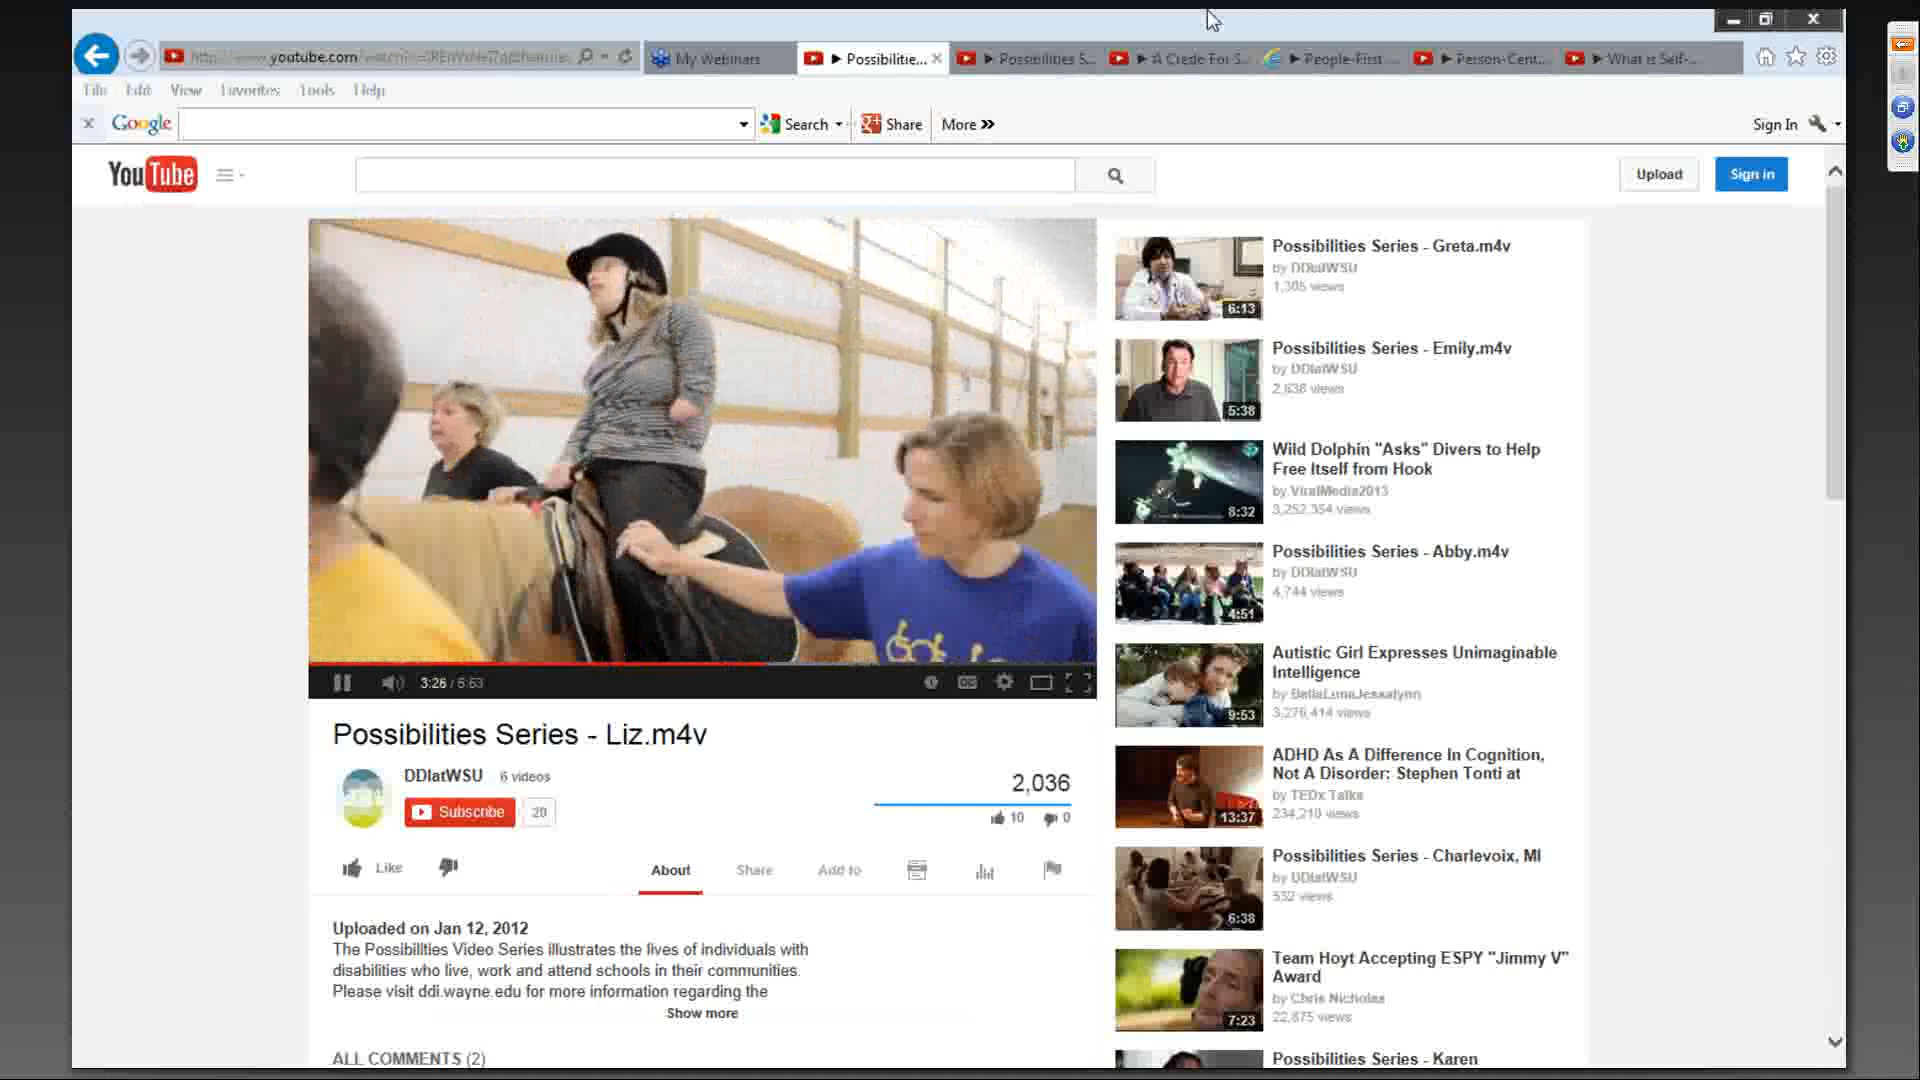 youtube.com
My Webinars
Possibilitie...
Possibilities S...
A Credo For S...
People-First ...
Person-Cent...
What is Self-...
File Edit View Favorites Tools Help
Google
Search
Share
More »
Sign In
YouTube
Upload
Sign in
3:26 / 5:53
Possibilities Series - Liz.m4v
DDIatWSU 6 videos
Subscribe 20
2,036
10 0
Like
About Share Add to
Uploaded on Jan 12, 2012
The Possibilities Video Series illustrates the lives of individuals with
disabilities who live, work and attend schools in their communities.
Please visit ddi.wayne.edu for more information regarding the
Show more
ALL COMMENTS (2)
Possibilities Series - Greta.m4v
by DDIatWSU
1,305 views
6:13
Possibilities Series - Emily.m4v
by DDIatWSU
2,638 views
5:38
Wild Dolphin "Asks" Divers to Help
Free Itself from Hook
by ViralMedia2013
3,252,354 views
8:32
Possibilities Series - Abby.m4v
by DDIatWSU
4,744 views
4:51
Autistic Girl Expresses Unimaginable
Intelligence
by BellaLunaJessalynn
3,276,414 views
9:53
ADHD As A Difference In Cognition,
Not A Disorder: Stephen Tonti at
by TEDx Talks
234,210 views
13:37
Possibilities Series - Charlevoix, MI
by DDIatWSU
532 views
6:38
Team Hoyt Accepting ESPY "Jimmy V"
Award
by Chris Nicholas
22,875 views
7:23
Possibilities Series - Karen